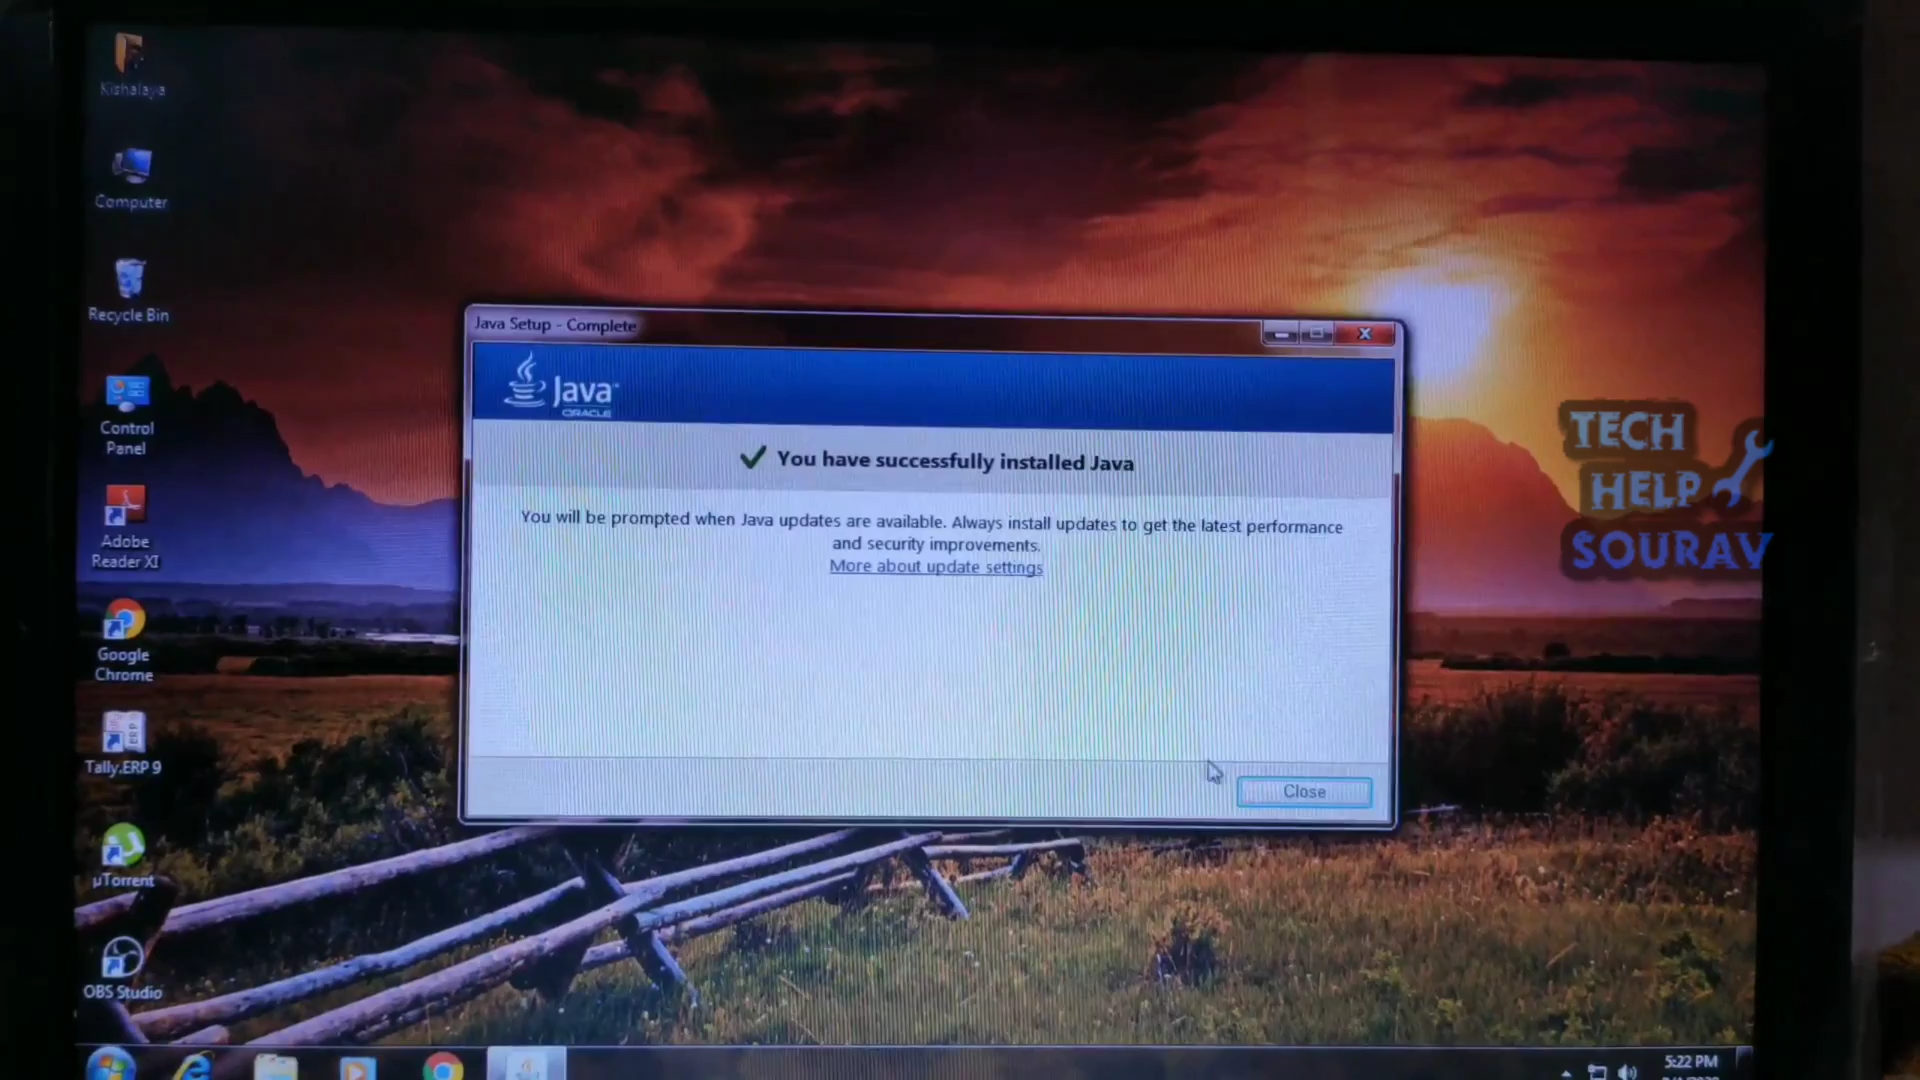 Kishalaya
Computer
Recycle Bin
Control
Panel
Adobe
Reader XI
Google
Chrome
Tally.ERP 9
µTorrent
OBS Studio
Java Setup - Complete
Java
ORACLE
You have successfully installed Java
You will be prompted when Java updates are available. Always install updates to get the latest performance
and security improvements.
More about update settings
Close
TECH
HELP
SOURAV
5:22 PM